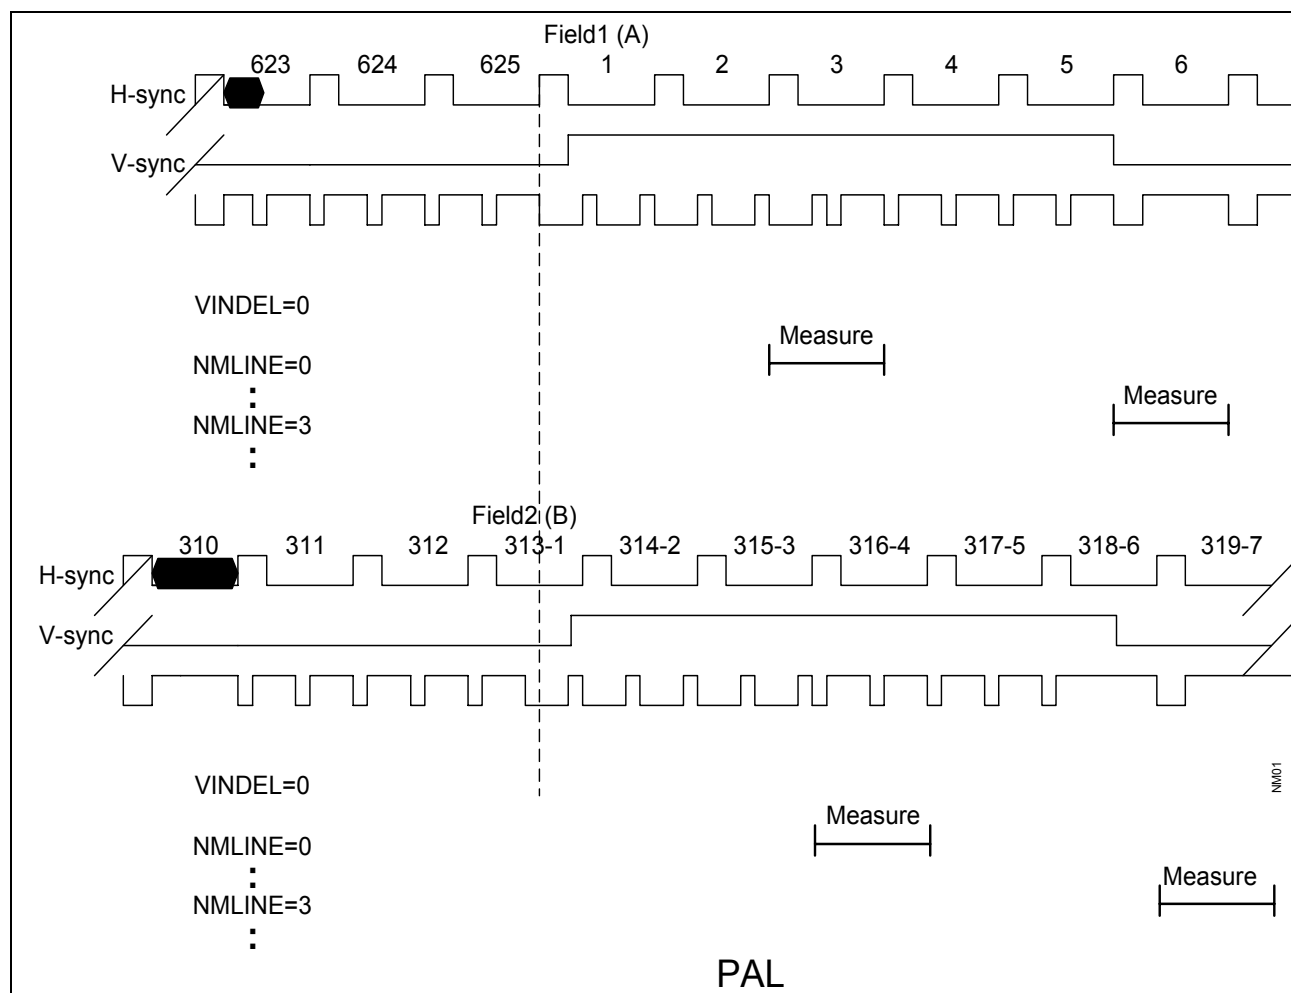 Field1 (A)
623 624 625 1 2 3 4 5 6
H-sync
V-sync
VINDEL=0
Measure
NMLINE=0
:
Measure
NMLINE=3
:
Field2 (B)
310 311 312 313-1 314-2 315-3 316-4 317-5 318-6 319-7
H-sync
V-sync
NM01
VINDEL=0
Measure
NMLINE=0
:
Measure
NMLINE=3
:
PAL